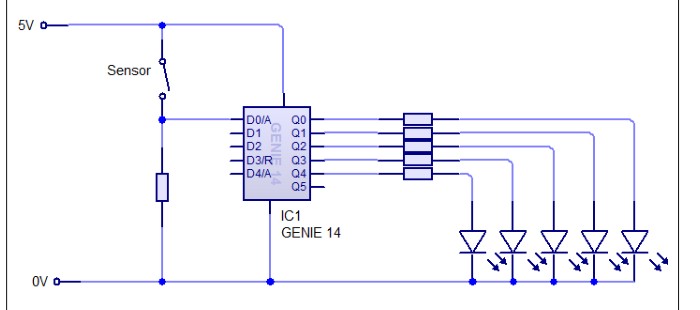 5V
Sensor
D0/A Q0
D1 Q1
D2 Q2
D3/R Q3
D4/A Q4
Q5
GENIE 14
IC1
GENIE 14
0V